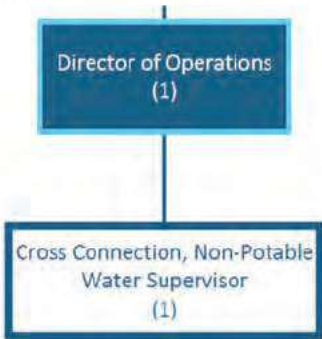 Director of Operations
(1)
Cross Connection, Non-Potable
Water Supervisor
(1)